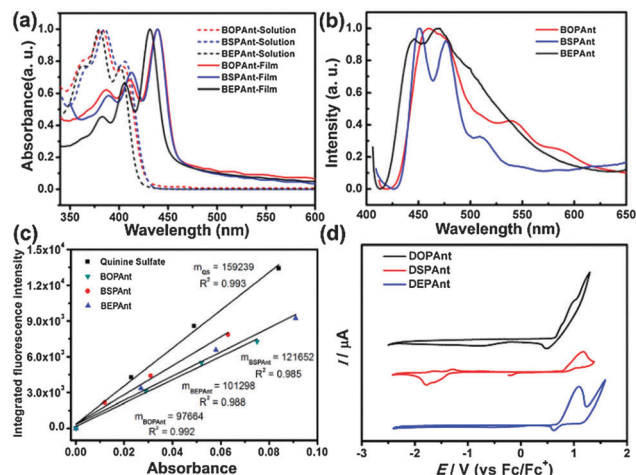 (a)
BOPAnt-Solution
BSPAnt-Solution
BEPAnt-Solution
BOPAnt-Film
BSPAnt-Film
BEPAnt-Film
Absorbance(a. u.)
1.0
0.8
0.6
0.4
0.2
0.0
350 400 450 500 550 600
Wavelength (nm)
(b)
BOPAnt
BSPAnt
BEPAnt
Intensity (a. u.)
1.0
0.8
0.6
0.4
0.2
0.0
400 450 500 550 600 650
Wavelength (nm)
(c)
Quinine Sulfate
BOPAnt
BSPAnt
BEPAnt
Integrated fluorescence intensity
1.5x10⁴
1.2x10⁴
9.0x10³
6.0x10³
3.0x10³
0.0
m_QS = 159239
R² = 0.993
m_BSPAnt = 121652
R² = 0.985
m_BEPAnt = 101298
R² = 0.988
m_BOPAnt = 97664
R² = 0.992
0.00 0.02 0.04 0.06 0.08 0.10
Absorbance
(d)
DOPAnt
DSPAnt
DEPAnt
I / μA
-3 -2 -1 0 1 2
E / V (vs Fc/Fc⁺)